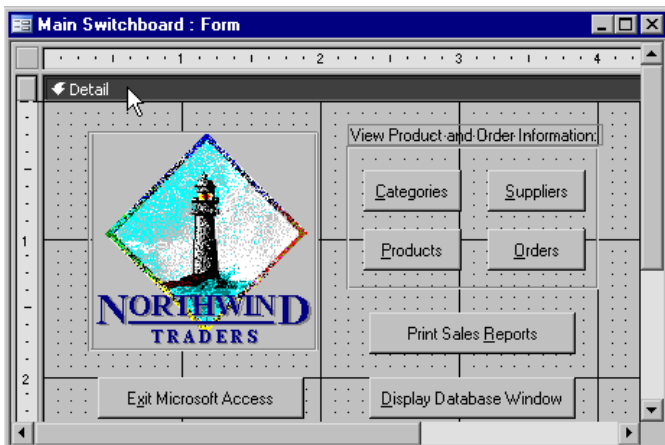 Main Switchboard : Form
1 2 3 4
Detail
View Product and Order Information:
Categories Suppliers
1
Products Orders
NORTHWIND
TRADERS
Print Sales Reports
2
Exit Microsoft Access Display Database Window